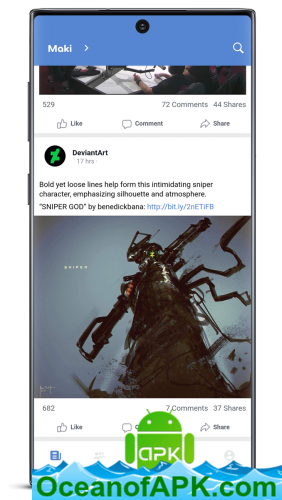 Maki
529
72 Comments 44 Shares
Like
Comment
Share
DeviantArt
17 hrs
Bold yet loose lines help form this intimidating sniper
character, emphasizing silhouette and atmosphere.
"SNIPER GOD" by benedickbana: http://bit.ly/2nETiFB
SNIPER
682
7 Comments 37 Shares
Like
Share
APK
OceanofAPK.com